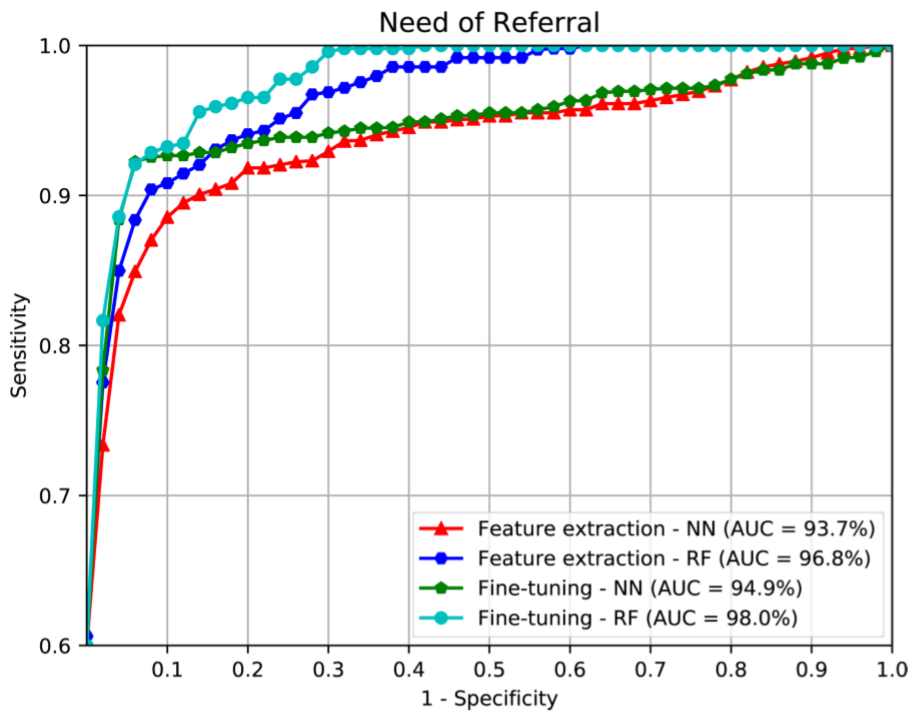 Need of Referral
Sensitivity
1.0
0.9
0.8
0.7
0.6
0.1 0.2 0.3 0.4 0.5 0.6 0.7 0.8 0.9 1.0
1 - Specificity
Feature extraction - NN (AUC = 93.7%)
Feature extraction - RF (AUC = 96.8%)
Fine-tuning - NN (AUC = 94.9%)
Fine-tuning - RF (AUC = 98.0%)